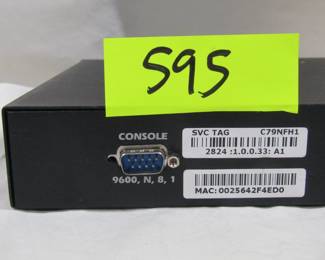 595
CONSOLE
9600, N, 8, 1
SVC TAG C79NFH1
2824 :1.0.0.33: A1
MAC: 0025642F4ED0